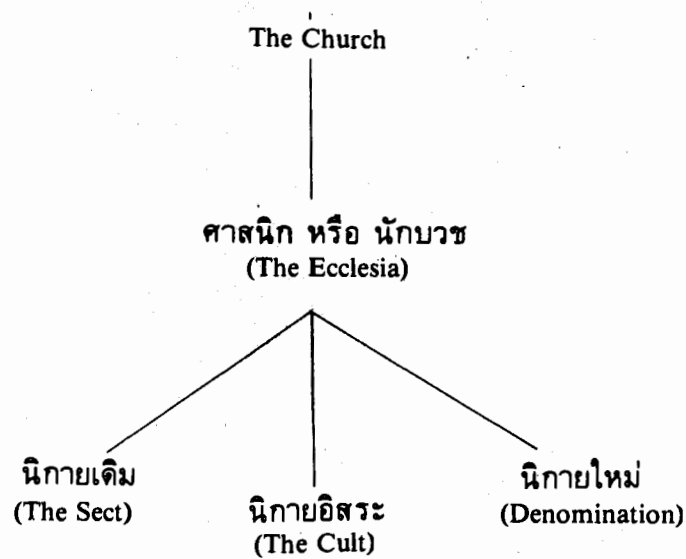 The Church
ศาสนิก หรือ นักบวช
(The Ecclesia)
นิกายเดิม
(The Sect)
นิกายอิสระ
(The Cult)
นิกายใหม่
(Denomination)